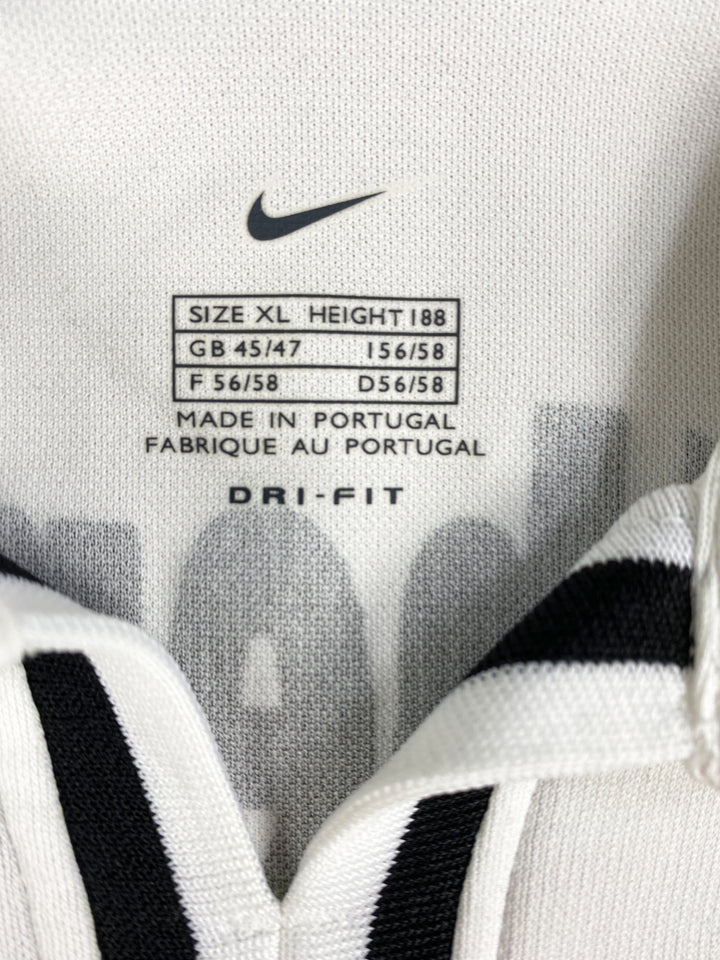 SIZE XL HEIGHT 188
GB 45/47 I 56/58
F 56/58 D56/58
MADE IN PORTUGAL
FABRIQUE AU PORTUGAL
DRI-FIT